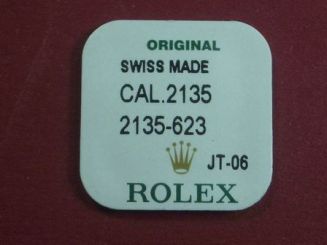 ORIGINAL
SWISS MADE
CAL.2135
2135-623
JT-06
ROLEX